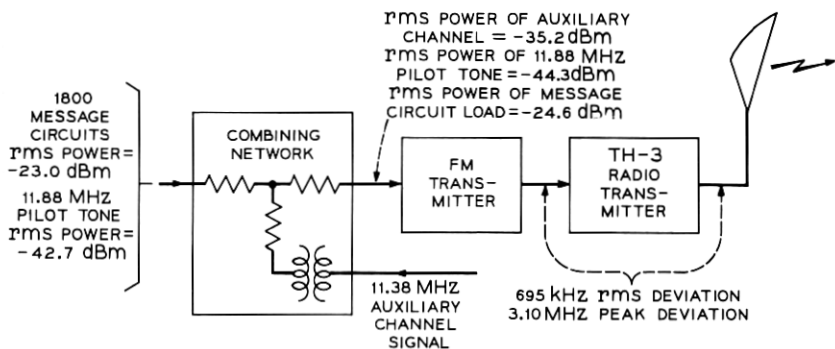 1800
MESSAGE
CIRCUITS
rms POWER=
-23.0 dBm
11.88 MHz
PILOT TONE
rms POWER=
-42.7 dBm
COMBINING
NETWORK
11.38 MHz
AUXILIARY
CHANNEL
SIGNAL
rms POWER OF AUXILIARY
CHANNEL = -35.2 dBm
rms POWER OF 11.88 MHz
PILOT TONE=-44.3dBm
rms POWER OF MESSAGE
CIRCUIT LOAD=-24.6 dBm
FM
TRANS-
MITTER
TH-3
RADIO
TRANS-
MITTER
695 kHz rms DEVIATION
3.10 MHz PEAK DEVIATION